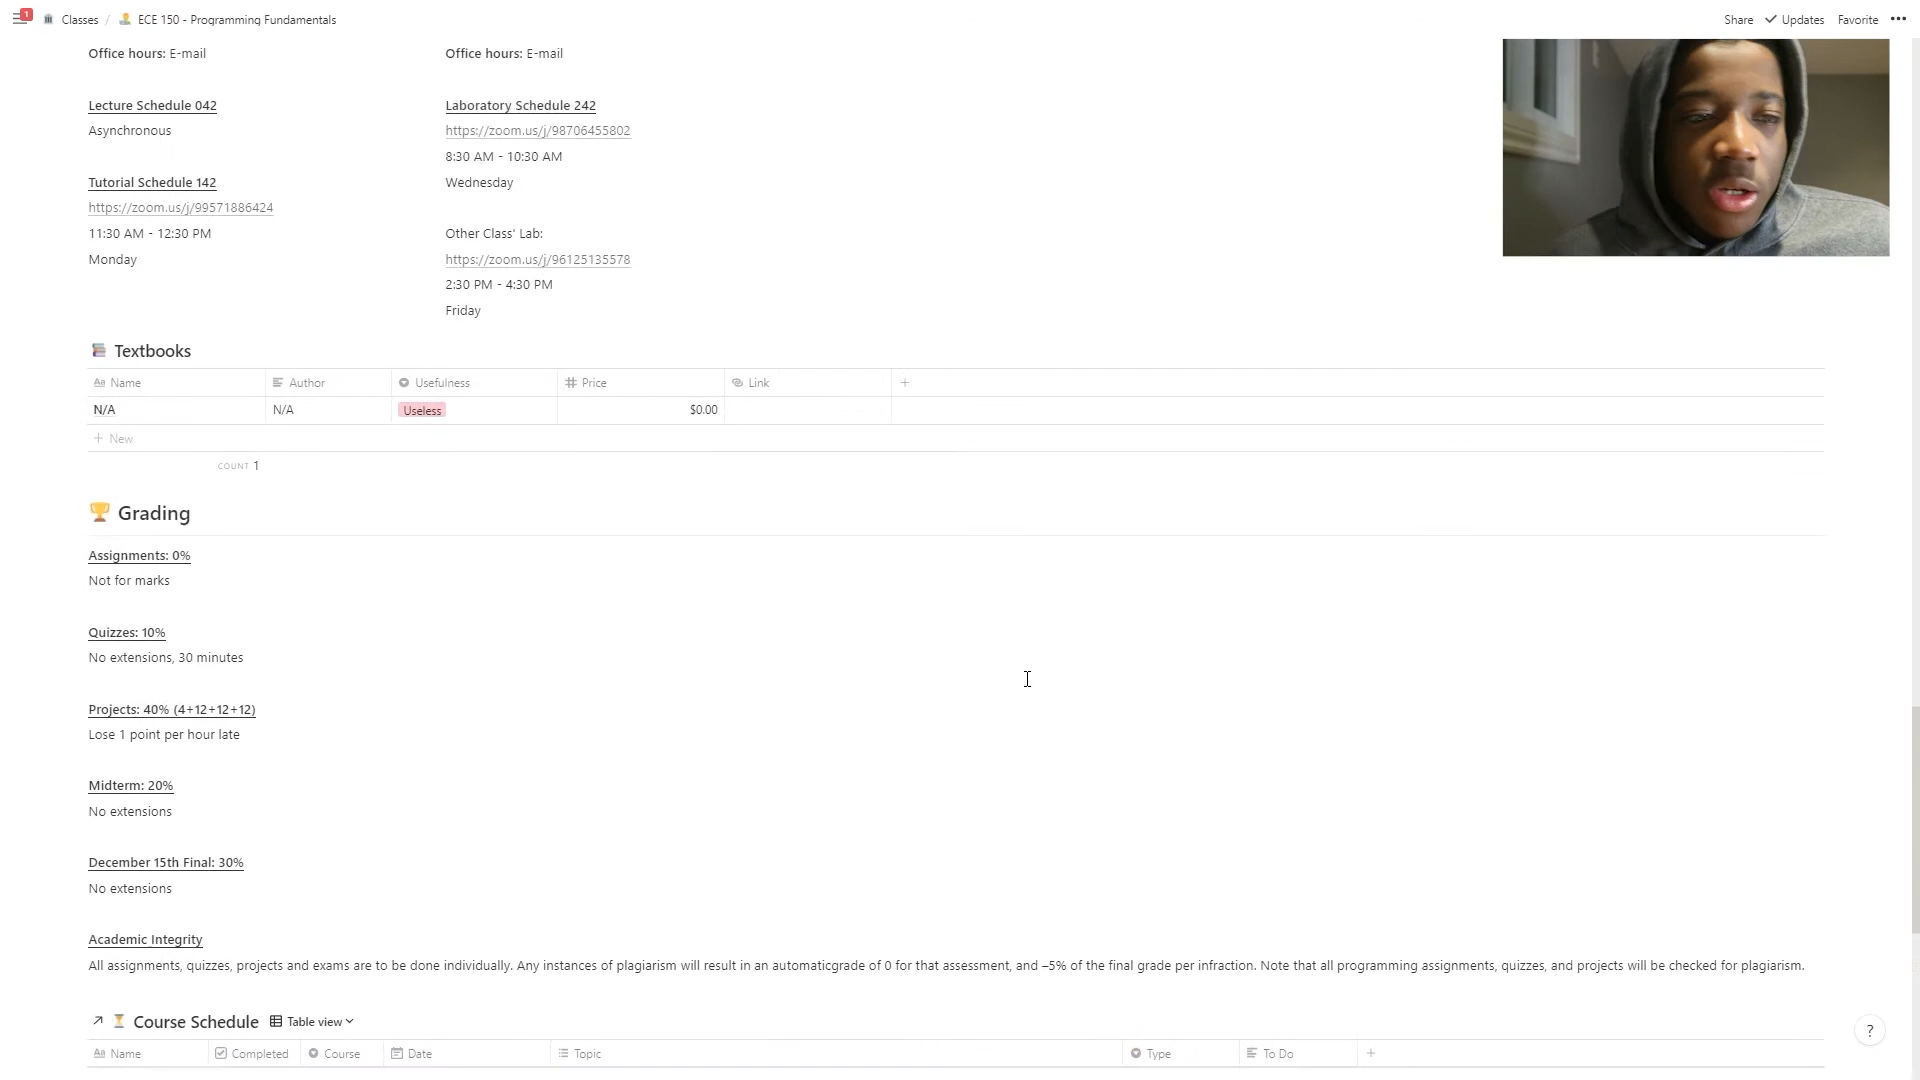 1
Classes / ECE 150 - Programming Fundamentals
Share Updates Favorite
Office hours: E-mail
Office hours: E-mail
Lecture Schedule 042
Asynchronous
Tutorial Schedule 142
https://zoom.us/j/99571886424
11:30 AM - 12:30 PM
Monday
Laboratory Schedule 242
https://zoom.us/j/98706455802
8:30 AM - 10:30 AM
Wednesday
Other Class' Lab:
https://zoom.us/j/96125135578
2:30 PM - 4:30 PM
Friday
Textbooks
Aa Name Author Usefulness # Price Link +
N/A N/A Useless $0.00
+ New
COUNT 1
Grading
Assignments: 0%
Not for marks
Quizzes: 10%
No extensions, 30 minutes
Projects: 40% (4+12+12+12)
Lose 1 point per hour late
Midterm: 20%
No extensions
December 15th Final: 30%
No extensions
Academic Integrity
All assignments, quizzes, projects and exams are to be done individually. Any instances of plagiarism will result in an automaticgrade of 0 for that assessment, and –5% of the final grade per infraction. Note that all programming assignments, quizzes, and projects will be checked for plagiarism.
Course Schedule Table view
Aa Name Completed Course Date Topic Type To Do +
?